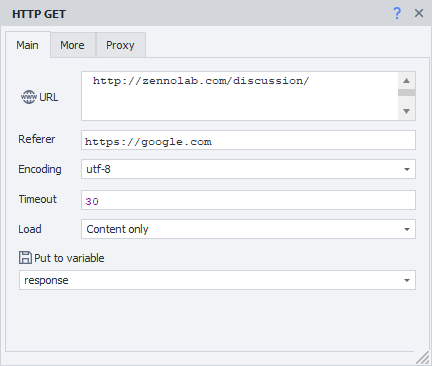 HTTP GET ?
Main More Proxy
www URL http://zennolab.com/discussion/
Referer https://google.com
Encoding utf-8
Timeout 30
Load Content only
Put to variable
response